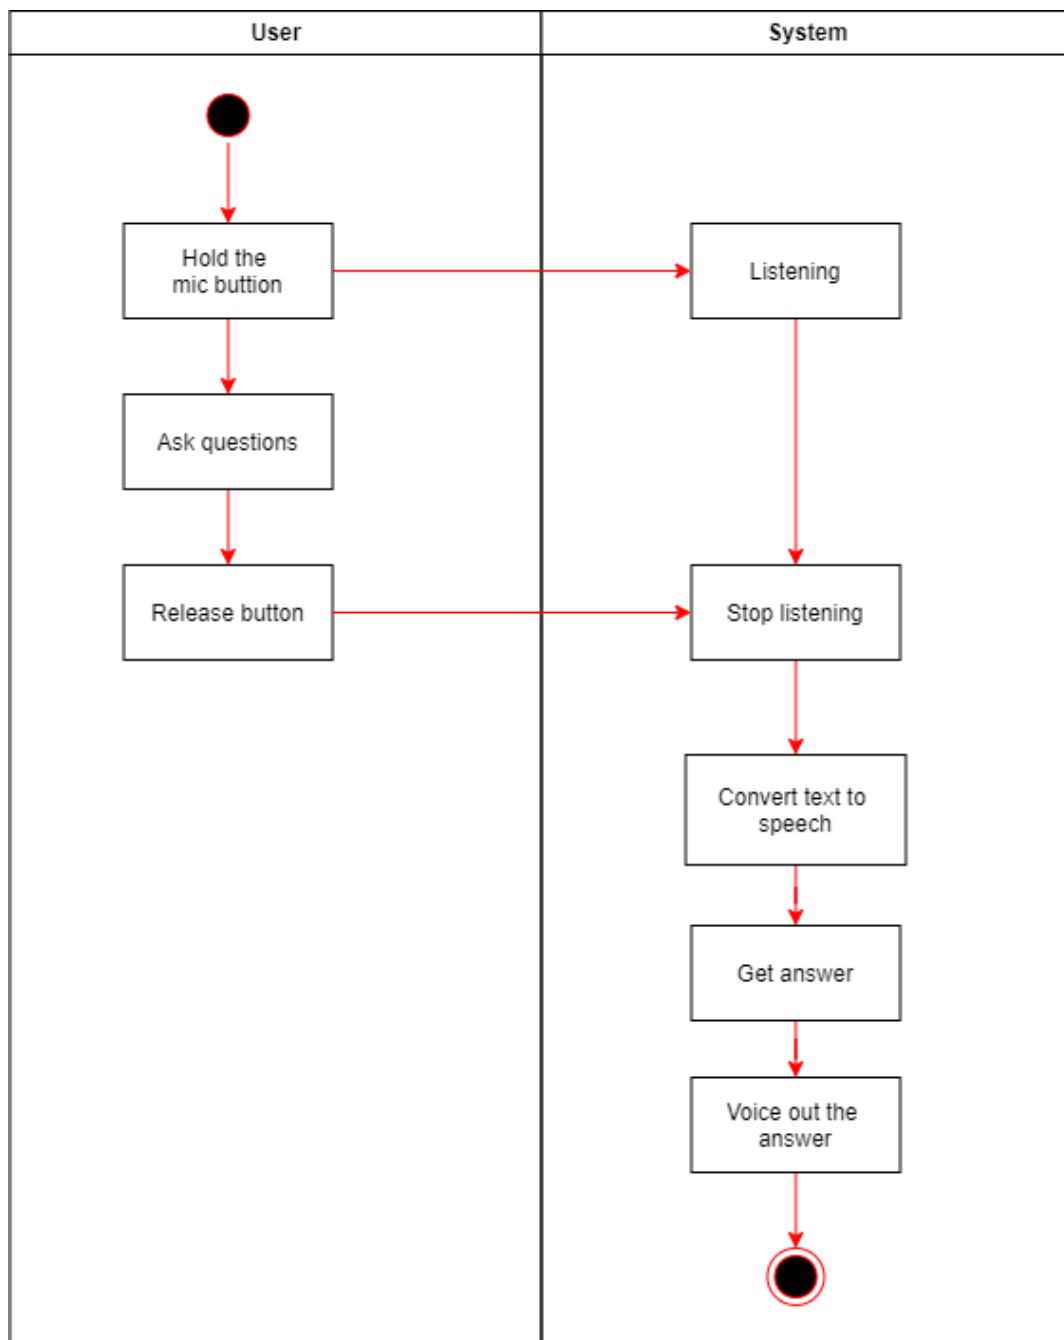 User
System
Hold the
mic buttion
Listening
Ask questions
Release button
Stop listening
Convert text to
speech
Get answer
Voice out the
answer